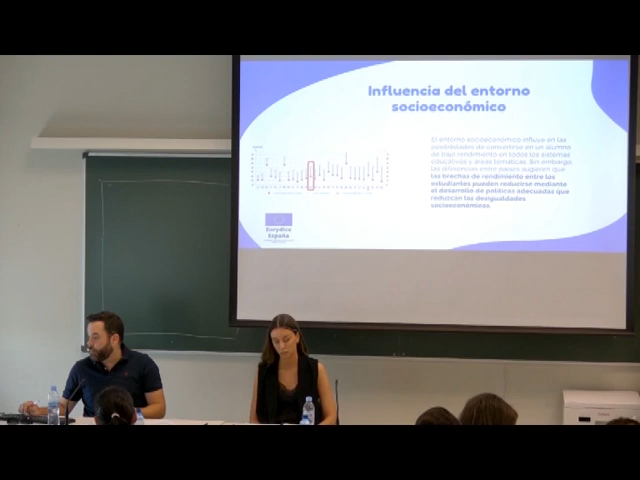 Influencia del entorno
socioeconómico
El entorno socioeconómico influye en las
posibilidades de convertirse en un alumno
de bajo rendimiento en todos los sistemas
educativos y áreas temáticas. Sin embargo,
las diferencias entre países sugieren que
las brechas de rendimiento entre los
estudiantes pueden reducirse mediante
el desarrollo de políticas adecuadas que
reduzcan las desigualdades
socioeconómicas.
Eurydice
España